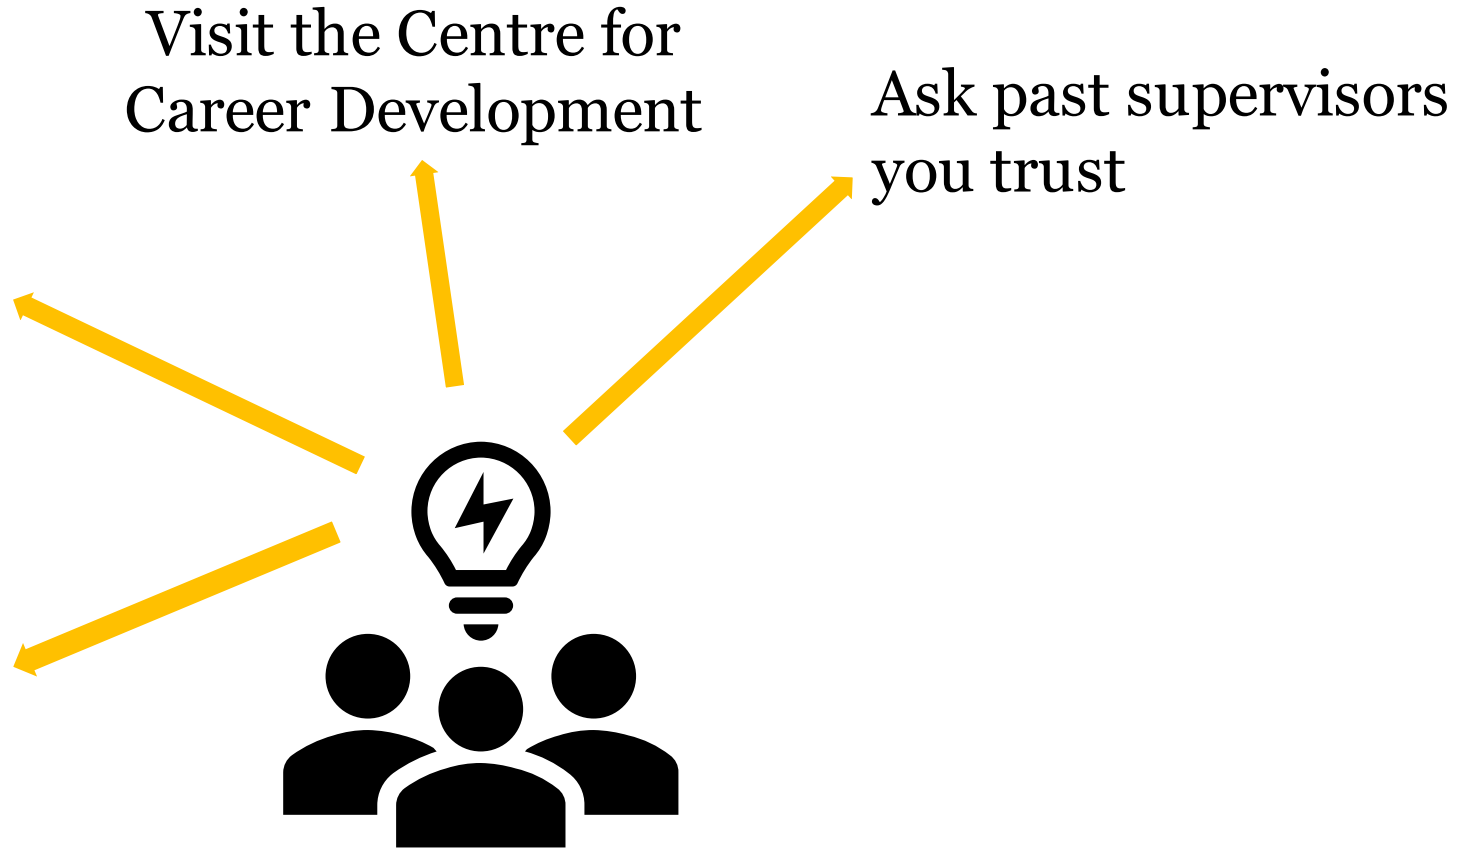 Visit the Centre for
Career Development
Ask past supervisors
you trust